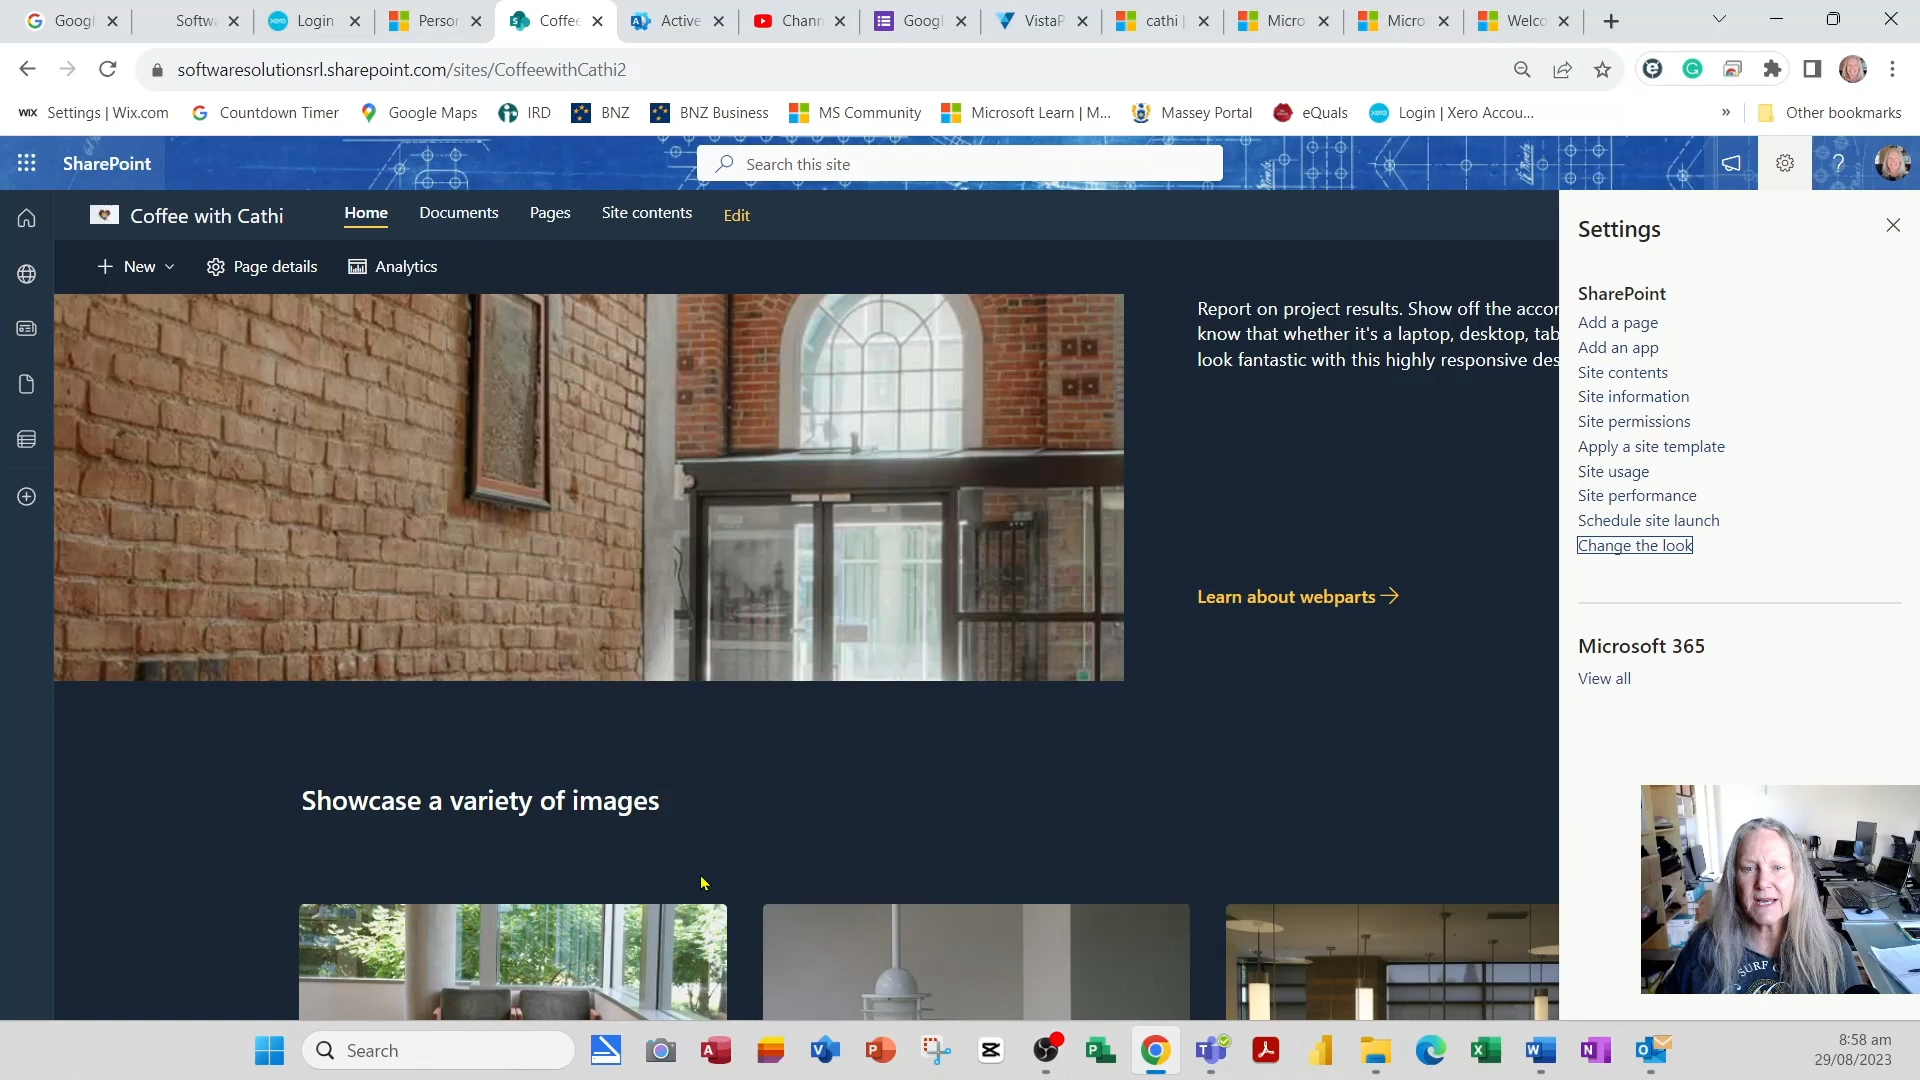 Googl
Softwa
Login
Person
Coffee
Active
Chann
Googl
VistaP
cathi |
Micro
Micro
Welco
softwaresolutionsrl.sharepoint.com/sites/CoffeewithCathi2
WIX Settings | Wix.com
Countdown Timer
Google Maps
IRD
BNZ
BNZ Business
MS Community
Microsoft Learn | M...
Massey Portal
eQuals
Login | Xero Accou...
»
Other bookmarks
SharePoint
Search this site
?
Coffee with Cathi
Home
Documents
Pages
Site contents
Edit
+ New
Page details
Analytics
Report on project results. Show off the accor
know that whether it's a laptop, desktop, tab
look fantastic with this highly responsive des
Learn about webparts →
Showcase a variety of images
Settings
SharePoint
Add a page
Add an app
Site contents
Site information
Site permissions
Apply a site template
Site usage
Site performance
Schedule site launch
Change the look
Microsoft 365
View all
SURF
Search
8:58 am
29/08/2023